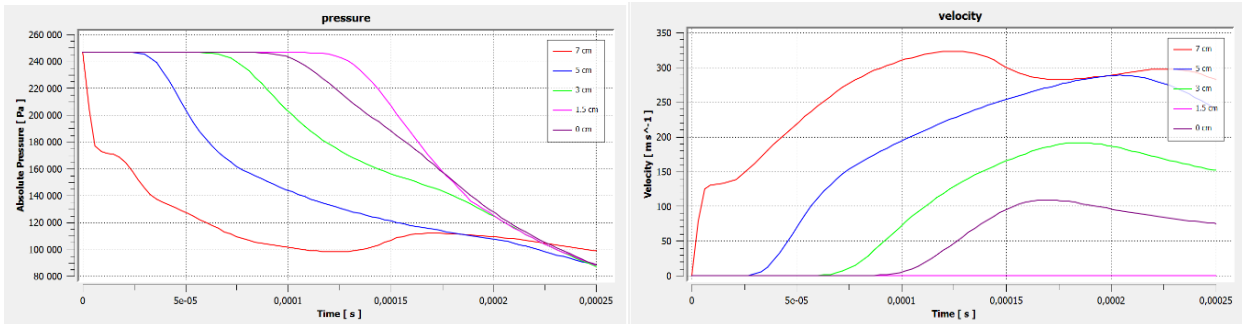 pressure
260 000
240 000
220 000
200 000
180 000
160 000
140 000
120 000
100 000
80 000
Absolute Pressure [ Pa ]
0
5e-05
0,0001
0,00015
0,0002
0,00025
Time [ s ]
7 cm
5 cm
3 cm
1.5 cm
0 cm
velocity
350
300
250
200
150
100
50
0
Velocity [ m s^-1 ]
0
5e-05
0,0001
0,00015
0,0002
0,00025
Time [ s ]
7 cm
5 cm
3 cm
1.5 cm
0 cm